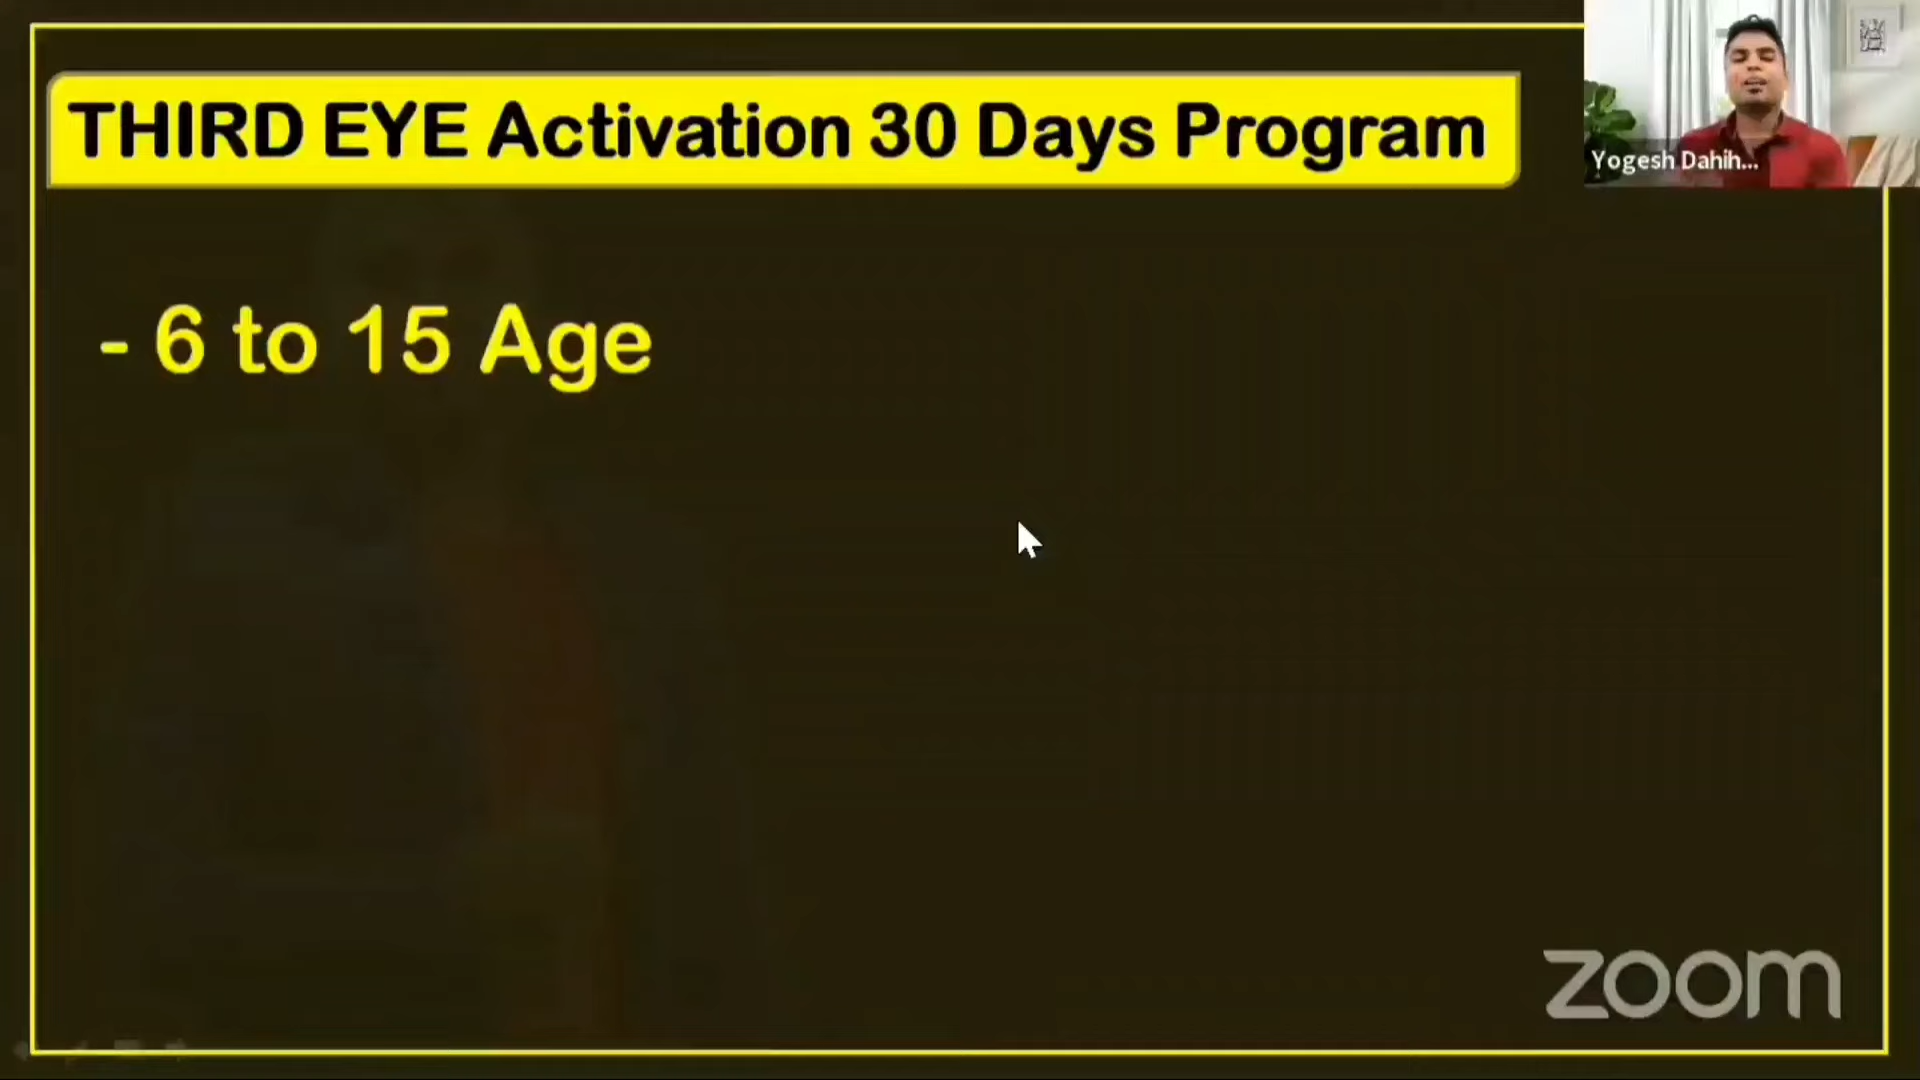 THIRD EYE Activation 30 Days Program
Yogesh Dahih...
- 6 to 15 Age
zoom